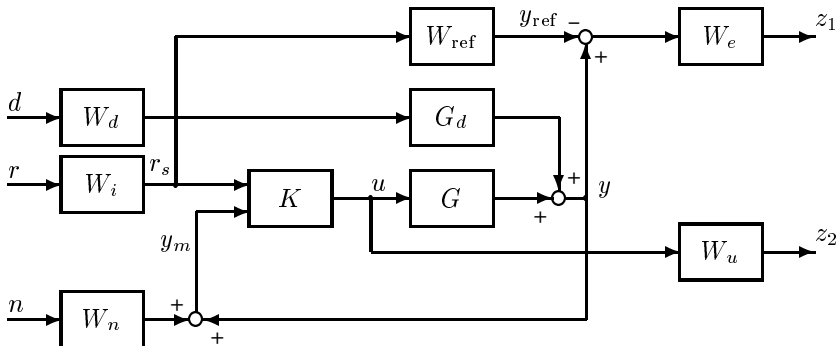 W_ref y_ref − W_e z_1
+
d W_d G_d
r W_i r_s K u G + + y
y_m W_u z_2
n W_n + +